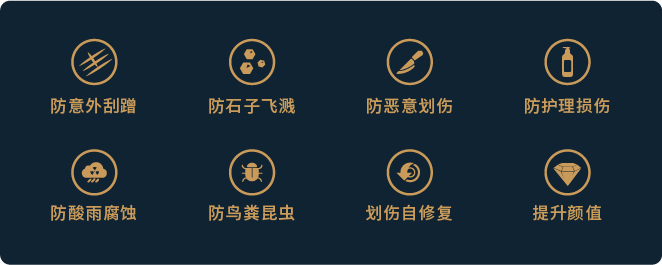 防意外刮蹭
防石子飞溅
防恶意划伤
防护理损伤
防酸雨腐蚀
防鸟粪昆虫
划伤自修复
提升颜值